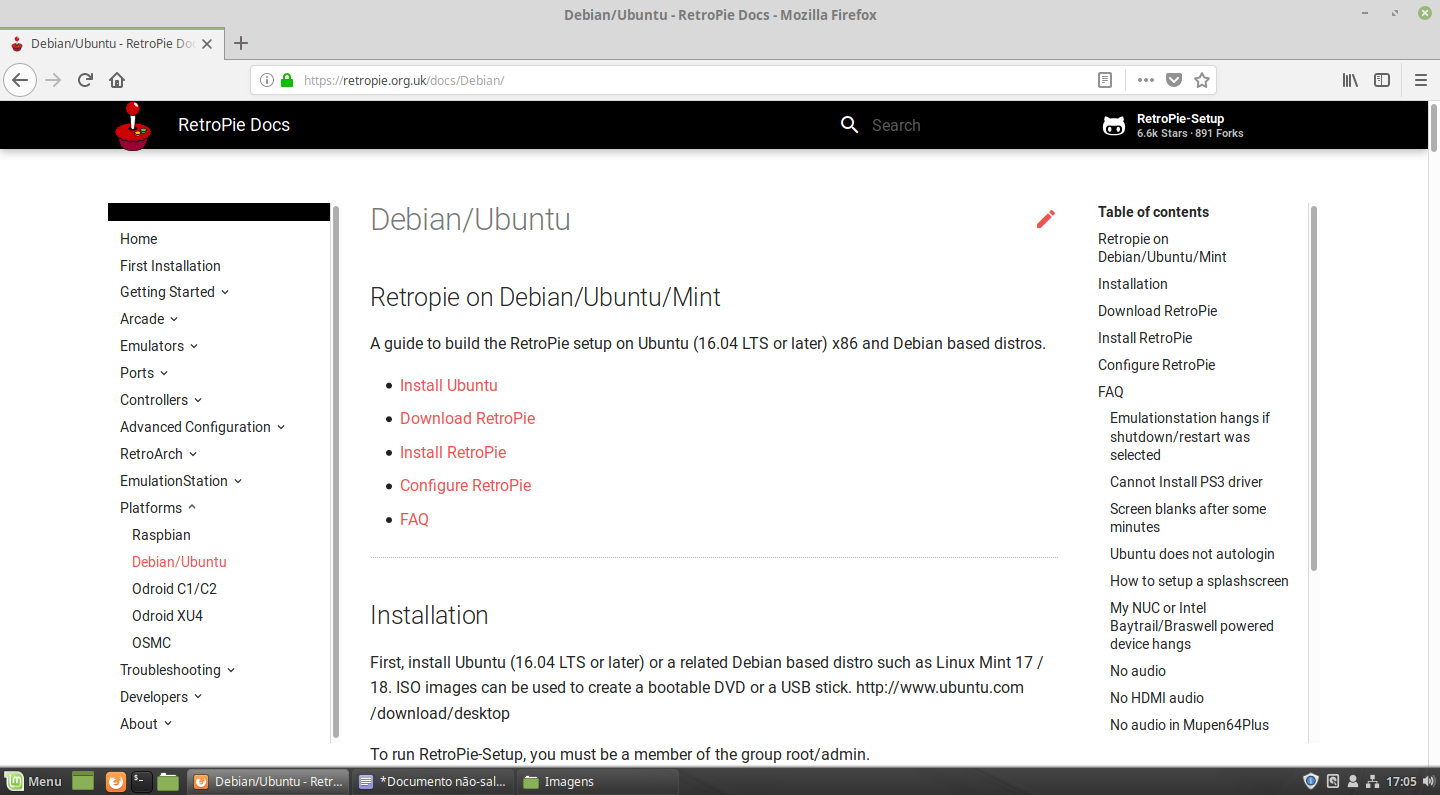 Debian/Ubuntu - RetroPie Docs - Mozilla Firefox
Debian/Ubuntu - RetroPie Do
https://retropie.org.uk/docs/Debian/
RetroPie Docs
Search
RetroPie-Setup
6.6k Stars · 891 Forks
Home
First Installation
Getting Started
Arcade
Emulators
Ports
Controllers
Advanced Configuration
RetroArch
EmulationStation
Platforms
Raspbian
Debian/Ubuntu
Odroid C1/C2
Odroid XU4
OSMC
Troubleshooting
Developers
About
Debian/Ubuntu
Retropie on Debian/Ubuntu/Mint
A guide to build the RetroPie setup on Ubuntu (16.04 LTS or later) x86 and Debian based distros.
Install Ubuntu
Download RetroPie
Install RetroPie
Configure RetroPie
FAQ
Installation
First, install Ubuntu (16.04 LTS or later) or a related Debian based distro such as Linux Mint 17 /
18. ISO images can be used to create a bootable DVD or a USB stick. http://www.ubuntu.com
/download/desktop
To run RetroPie-Setup, you must be a member of the group root/admin.
Table of contents
Retropie on
Debian/Ubuntu/Mint
Installation
Download RetroPie
Install RetroPie
Configure RetroPie
FAQ
Emulationstation hangs if
shutdown/restart was
selected
Cannot Install PS3 driver
Screen blanks after some
minutes
Ubuntu does not autologin
How to setup a splashscreen
My NUC or Intel
Baytrail/Braswell powered
device hangs
No audio
No HDMI audio
No audio in Mupen64Plus
Menu
Debian/Ubuntu - Retr...
*Documento não-sal...
Imagens
17:05